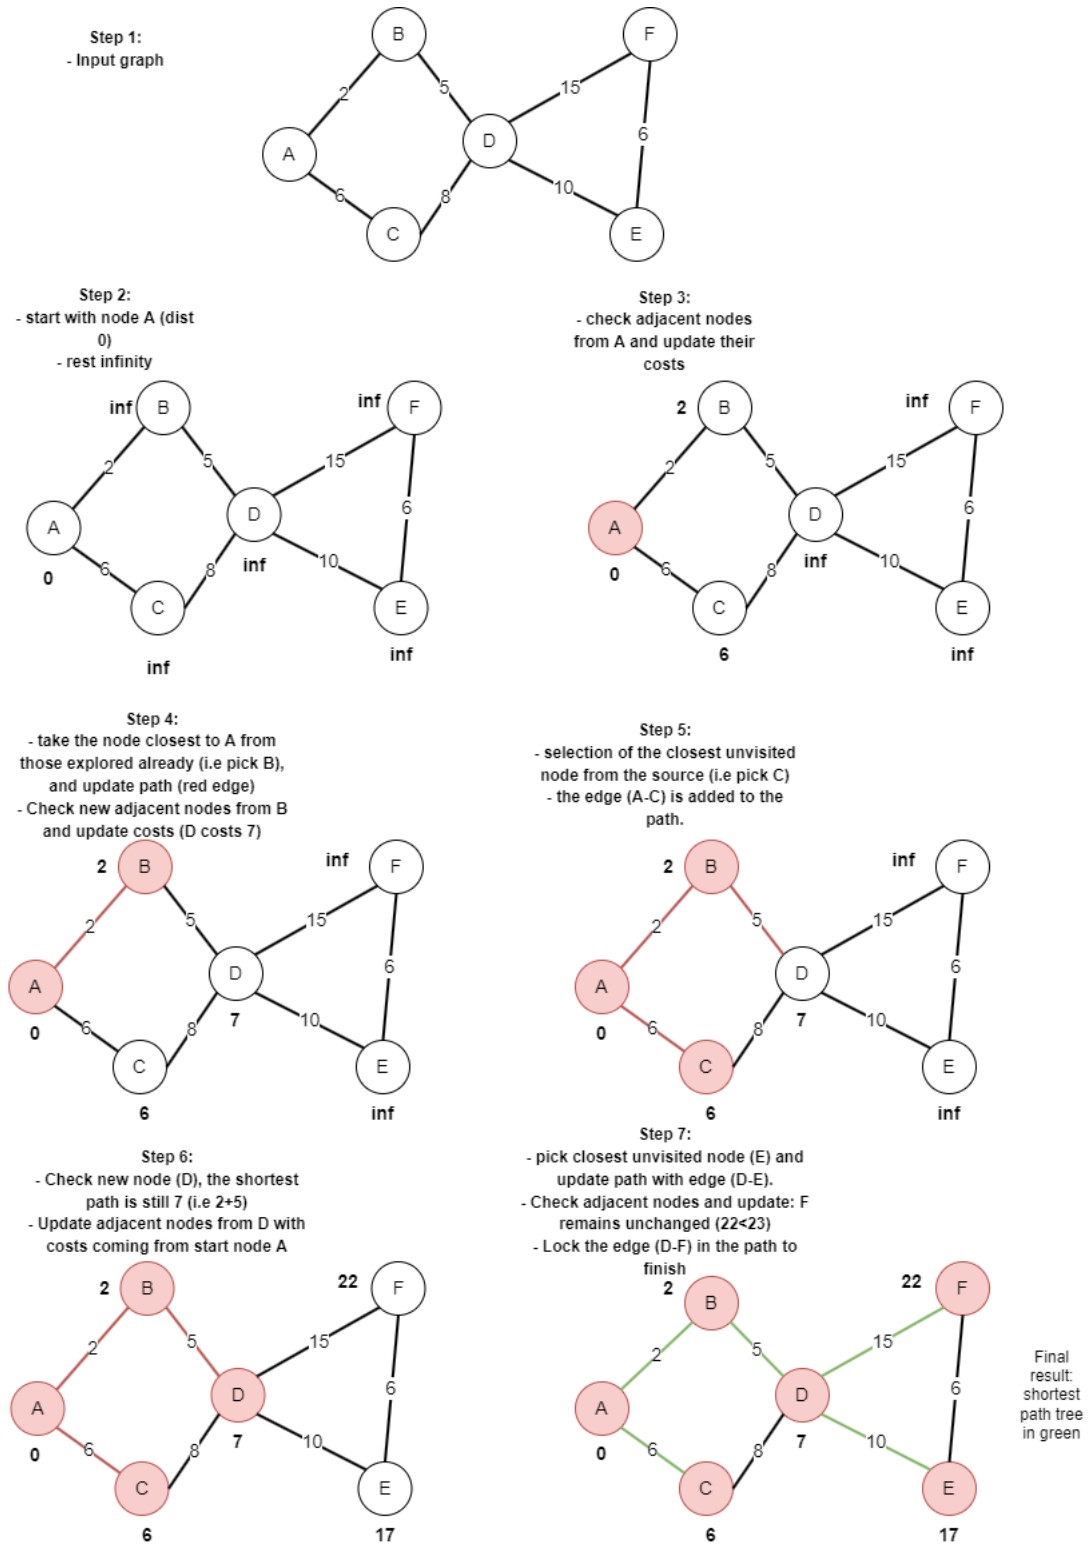 Step 1:
- Input graph
B
F
2
5
15
D
6
A
6
8
10
C
E
Step 2:
- start with node A (dist
0)
- rest infinity
inf
B
inf
F
2
5
15
D
6
A
inf
10
0
6
8
C
E
inf
inf
Step 3:
- check adjacent nodes
from A and update their
costs
2
B
inf
F
2
5
15
D
6
A
inf
10
0
6
8
C
E
6
inf
Step 4:
- take the node closest to A from
those explored already (i.e pick B),
and update path (red edge)
- Check new adjacent nodes from B
and update costs (D costs 7)
2
B
inf
F
2
5
15
D
6
A
7
10
0
6
8
C
E
6
inf
Step 5:
- selection of the closest unvisited
node from the source (i.e pick C)
- the edge (A-C) is added to the
path.
2
B
inf
F
2
5
15
D
6
A
7
10
0
6
8
C
E
6
inf
Step 6:
- Check new node (D), the shortest
path is still 7 (i.e 2+5)
- Update adjacent nodes from D with
costs coming from start node A
2
B
22
F
2
5
15
D
6
A
7
10
0
6
8
C
E
6
17
Step 7:
- pick closest unvisited node (E) and
update path with edge (D-E).
- Check adjacent nodes and update: F
remains unchanged (22<23)
- Lock the edge (D-F) in the path to
finish
2
B
22
F
2
5
15
D
6
A
7
10
0
6
8
C
E
6
17
Final
result:
shortest
path tree
in green